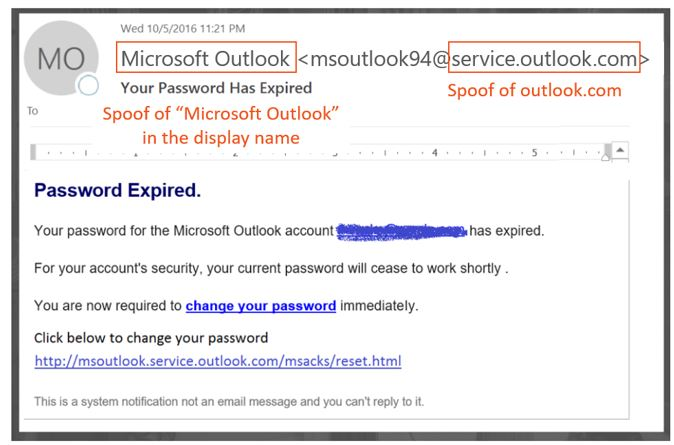 Wed 10/5/2016 11:21 PM
MO
Microsoft Outlook <msoutlook94@service.outlook.com>
Your Password Has Expired
Spoof of outlook.com
To
Spoof of "Microsoft Outlook"
in the display name
2
4
5
Password Expired.
Your password for the Microsoft Outlook account has expired.
For your account's security, your current password will cease to work shortly .
You are now required to change your password immediately.
Click below to change your password
http://msoutlook.service.outlook.com/msacks/reset.html
This is a system notification not an email message and you can't reply to it.